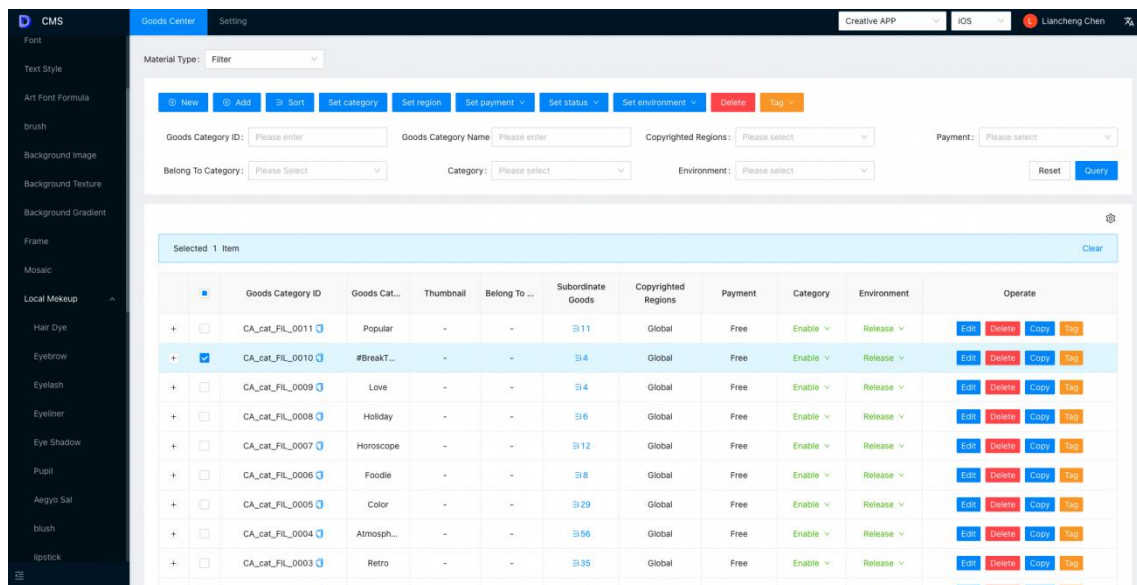 CMS
Goods Center
Setting
Creative APP
iOS
L
Liancheng Chen
Font
Text Style
Art Font Formula
brush
Background Image
Background Texture
Background Gradient
Frame
Mosaic
Local Mekeup
Hair Dye
Eyebrow
Eyelash
Eyeliner
Eye Shadow
Pupil
Aegyo Sal
blush
lipstick
Material Type: Filter
New Add Sort Set category Set region Set payment Set status Set environment Delete Tag
Goods Category ID: Please enter Goods Category Name Please enter Copyrighted Regions: Please select Payment: Please select
Belong To Category: Please Select Category: Please select Environment: Please select Reset Query
Selected 1 Item Clear
Goods Category ID Goods Cat... Thumbnail Belong To ... Subordinate Goods Copyrighted Regions Payment Category Environment Operate
+ CA_cat_FIL_0011 Popular - - 11 Global Free Enable Release Edit Delete Copy Tag
+ CA_cat_FIL_0010 #BreakT... - - 4 Global Free Enable Release Edit Delete Copy Tag
+ CA_cat_FIL_0009 Love - - 4 Global Free Enable Release Edit Delete Copy Tag
+ CA_cat_FIL_0008 Holiday - - 6 Global Free Enable Release Edit Delete Copy Tag
+ CA_cat_FIL_0007 Horoscope - - 12 Global Free Enable Release Edit Delete Copy Tag
+ CA_cat_FIL_0006 Foodie - - 8 Global Free Enable Release Edit Delete Copy Tag
+ CA_cat_FIL_0005 Color - - 29 Global Free Enable Release Edit Delete Copy Tag
+ CA_cat_FIL_0004 Atmosph... - - 56 Global Free Enable Release Edit Delete Copy Tag
+ CA_cat_FIL_0003 Retro - - 35 Global Free Enable Release Edit Delete Copy Tag